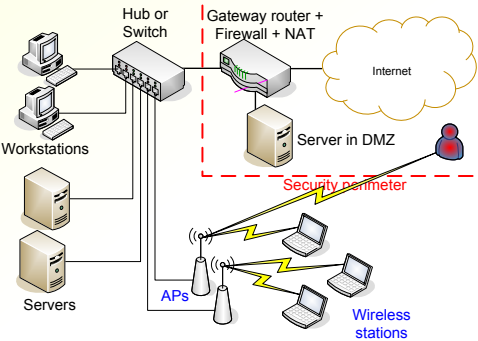 Hub or
Switch
Gateway router +
Firewall + NAT
Internet
Workstations
Server in DMZ
Security perimeter
Servers
APs
Wireless
stations